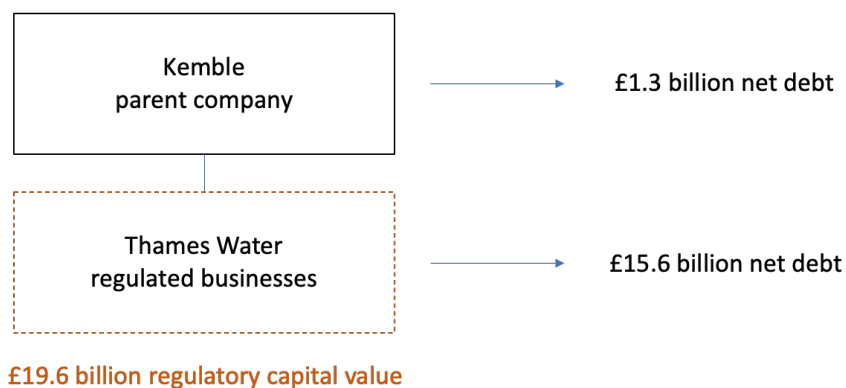 Kemble
parent company
£1.3 billion net debt
Thames Water
regulated businesses
£15.6 billion net debt
£19.6 billion regulatory capital value